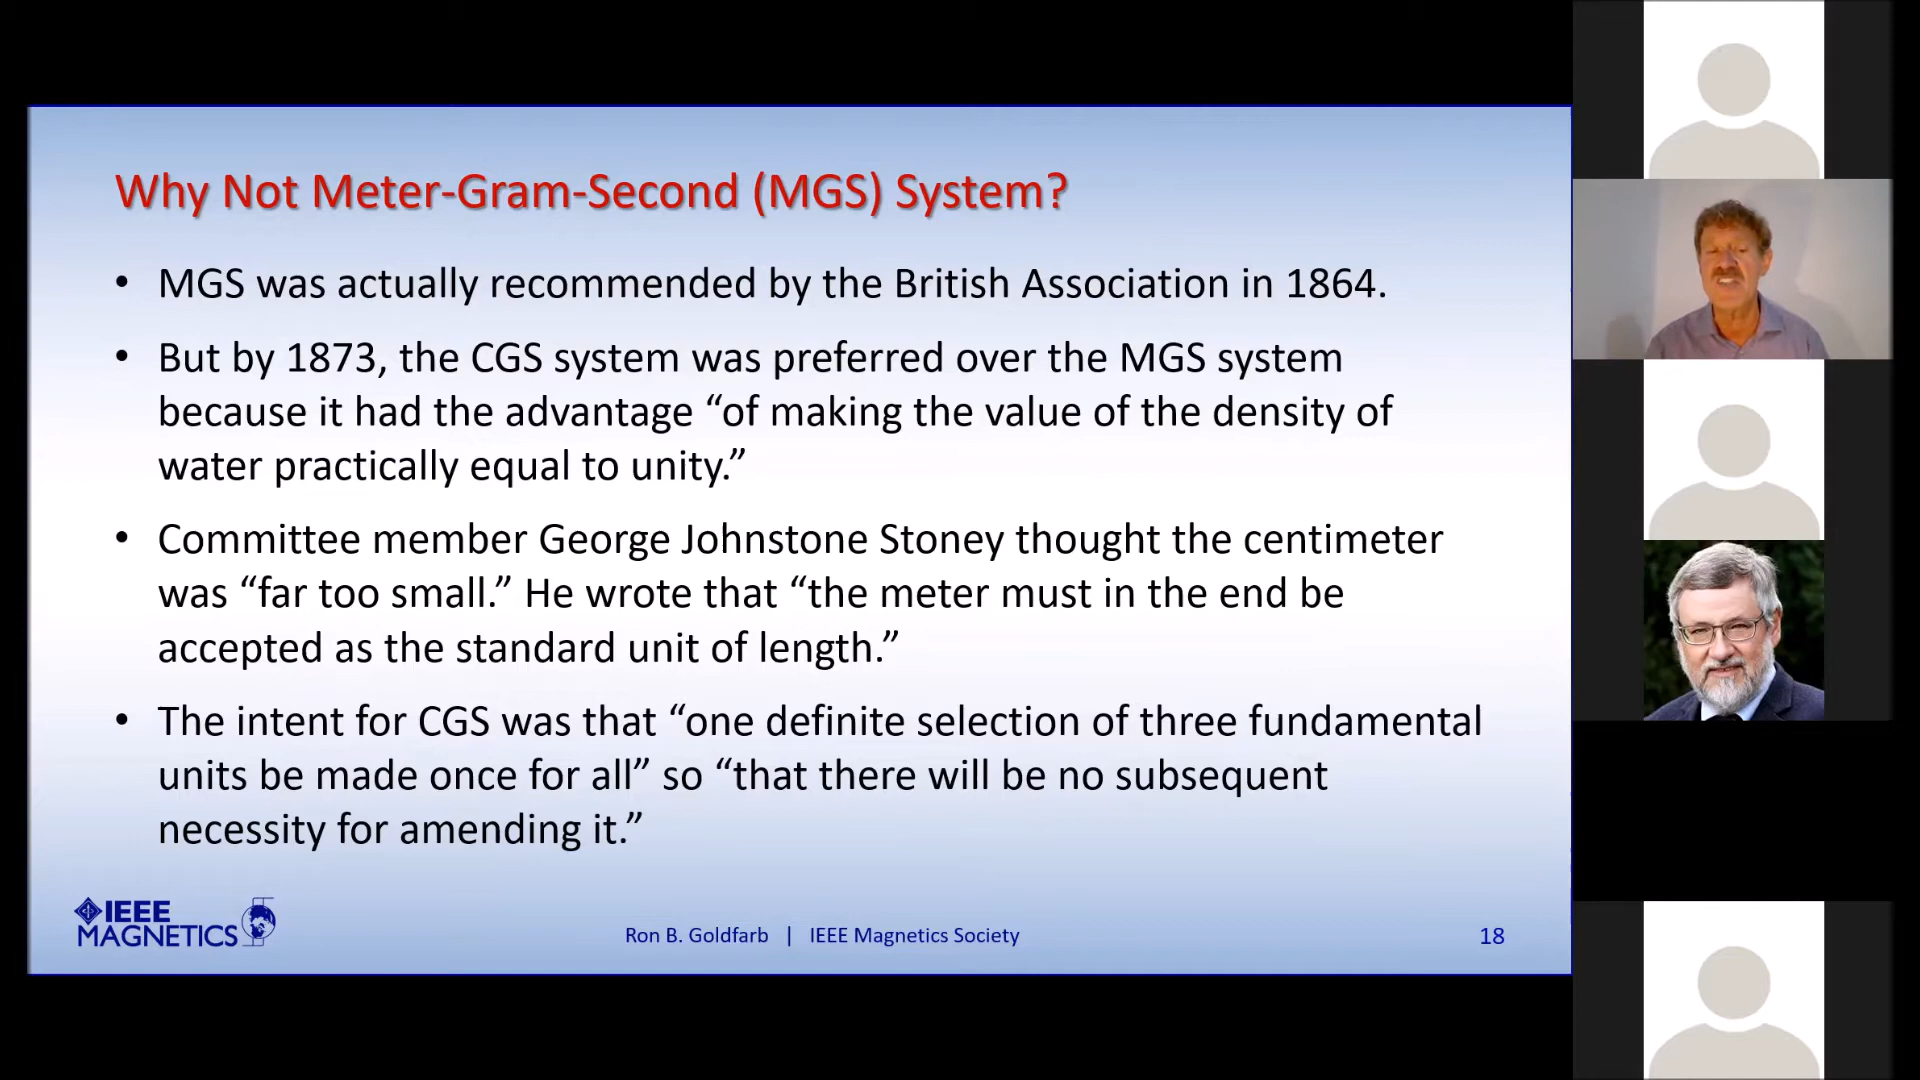 Why Not Meter-Gram-Second (MGS) System?
• MGS was actually recommended by the British Association in 1864.
• But by 1873, the CGS system was preferred over the MGS system
because it had the advantage “of making the value of the density of
water practically equal to unity.”
• Committee member George Johnstone Stoney thought the centimeter
was “far too small.” He wrote that “the meter must in the end be
accepted as the standard unit of length.”
• The intent for CGS was that “one definite selection of three fundamental
units be made once for all” so “that there will be no subsequent
necessity for amending it.”
IEEE
MAGNETICS
Ron B. Goldfarb | IEEE Magnetics Society
18